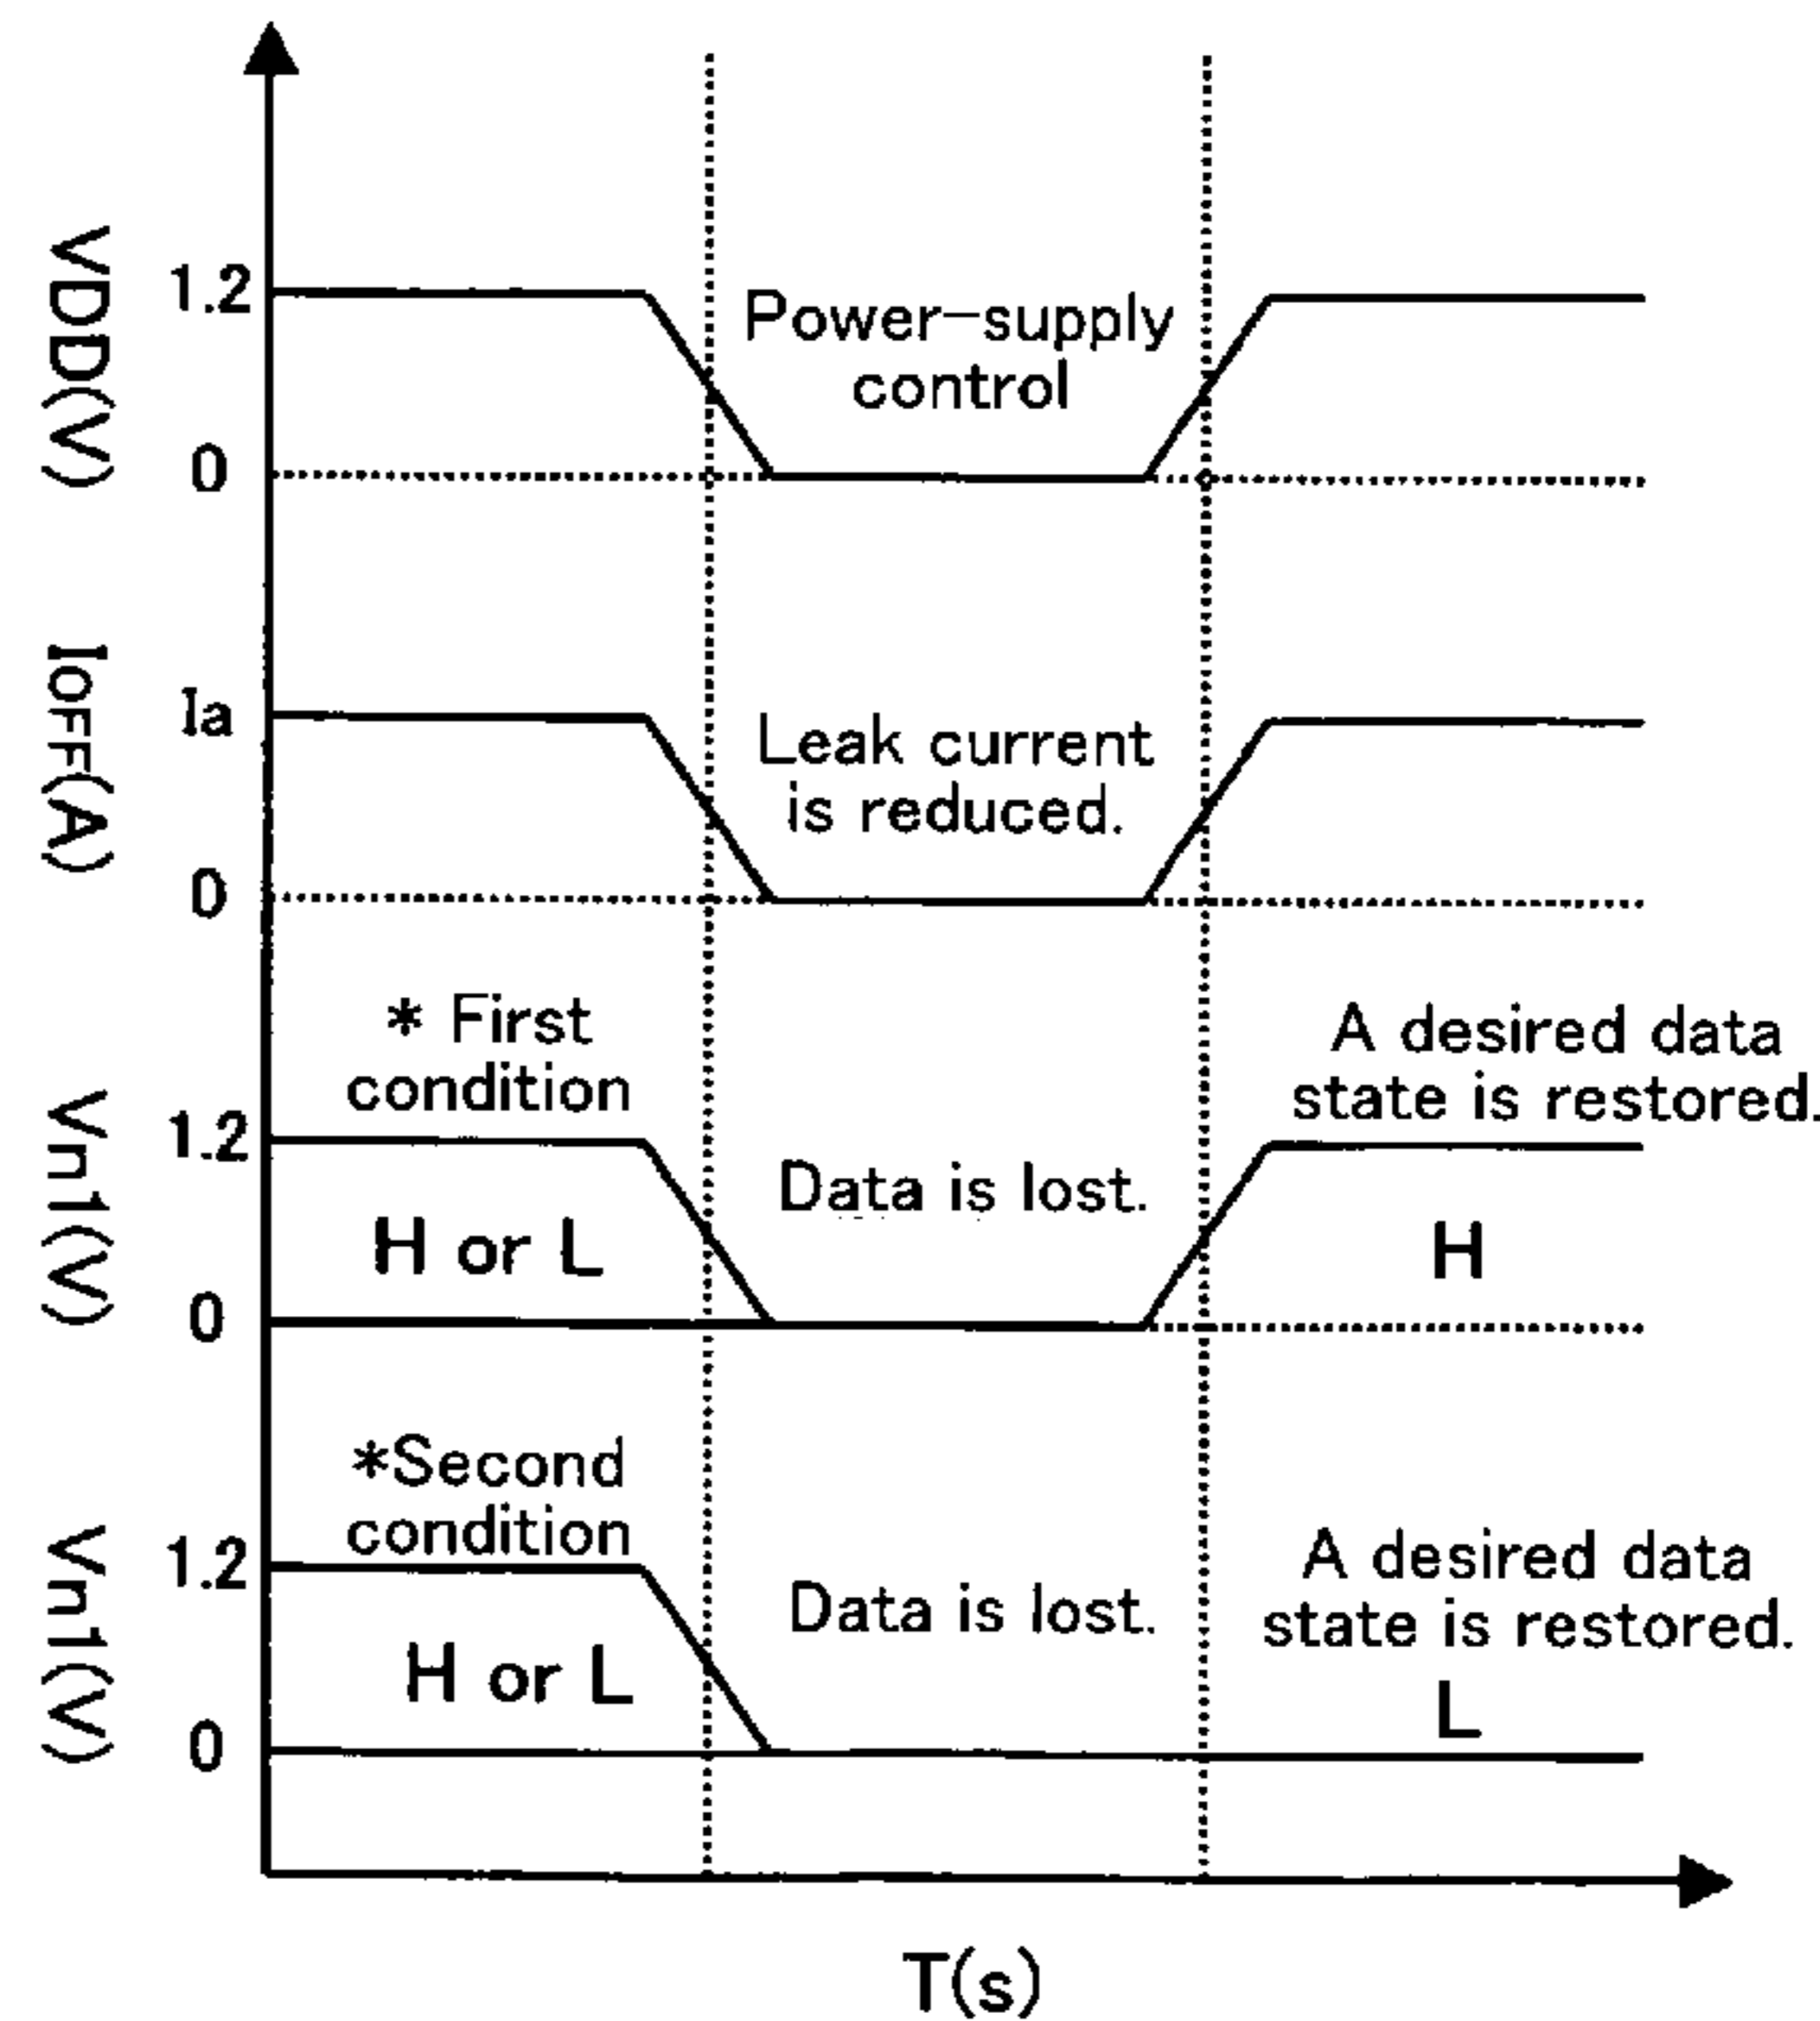 VDD(V)
1.2
0
Power-supply
control
IOFF(A)
Ia
0
Leak current
is reduced.
Vn1(V)
1.2
0
* First
condition
H or L
Data is lost.
A desired data
state is restored.
H
Vn1(V)
1.2
0
*Second
condition
H or L
Data is lost.
A desired data
state is restored.
L
T(s)